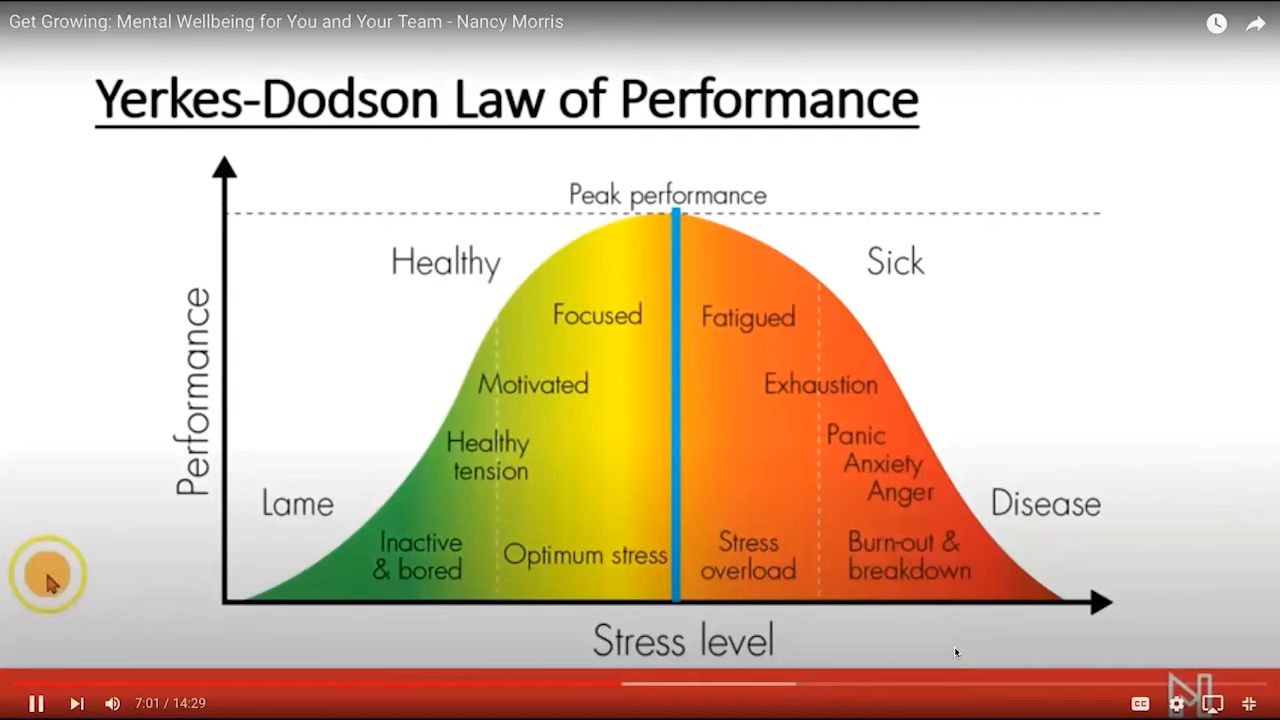 Get Growing: Mental Wellbeing for You and Your Team - Nancy Morris
Yerkes-Dodson Law of Performance
Peak performance
Healthy
Sick
Performance
Focused
Fatigued
Motivated
Exhaustion
Healthy
tension
Panic
Anxiety
Anger
Lame
Disease
Inactive
& bored
Optimum stress
Stress
overload
Burn-out &
breakdown
Stress level
7:01 / 14:29
CC